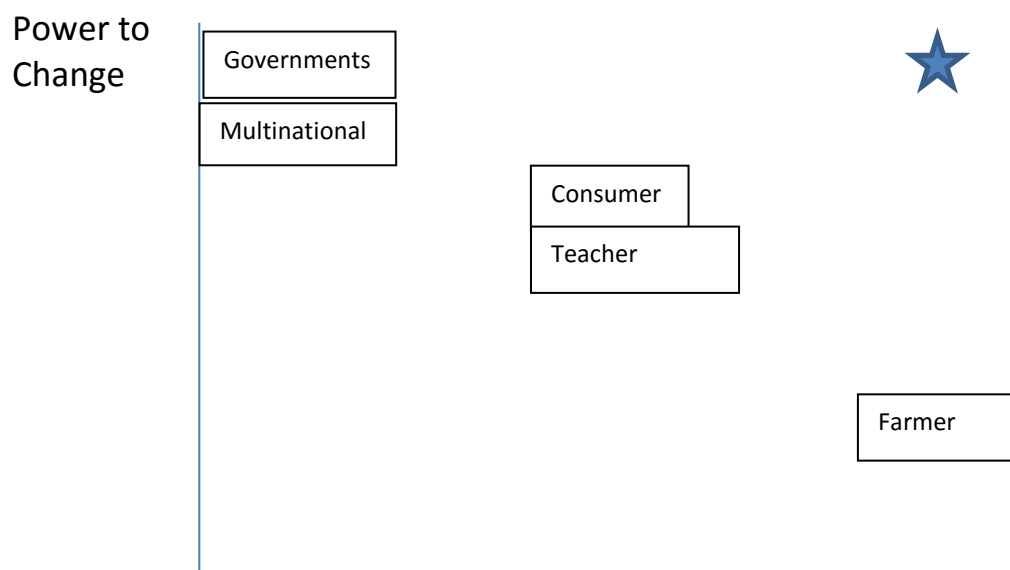 Power to
Change
Governments
Multinational
Consumer
Teacher
Farmer